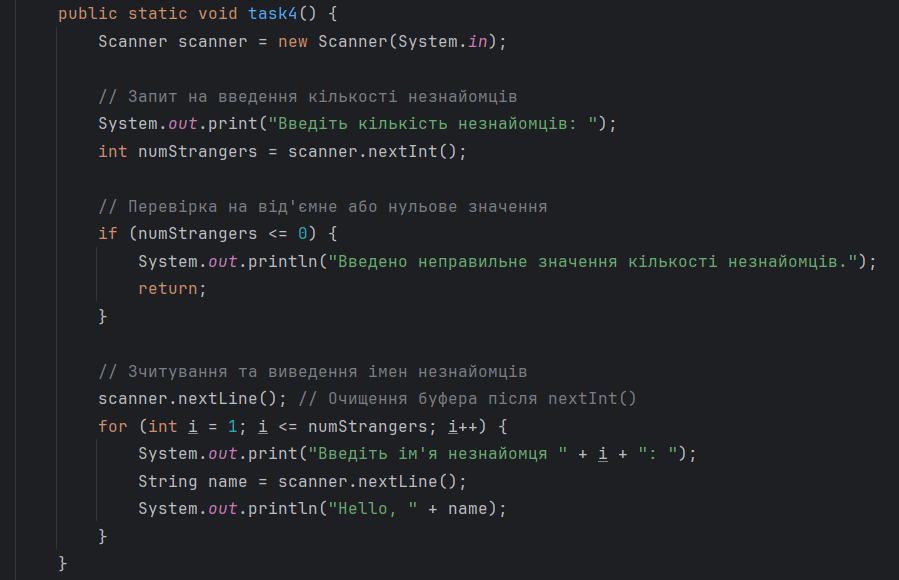 public static void task4() {
Scanner scanner = new Scanner(System.in);
// Запит на введення кількості незнайомців
System.out.print("Введіть кількість незнайомців: ");
int numStrangers = scanner.nextInt();
// Перевірка на від'ємне або нульове значення
if (numStrangers <= 0) {
System.out.println("Введено неправильне значення кількості незнайомців.");
return;
}
// Зчитування та виведення імен незнайомців
scanner.nextLine(); // Очищення буфера після nextInt()
for (int i = 1; i <= numStrangers; i++) {
System.out.print("Введіть ім'я незнайомця " + i + ": ");
String name = scanner.nextLine();
System.out.println("Hello, " + name);
}
}